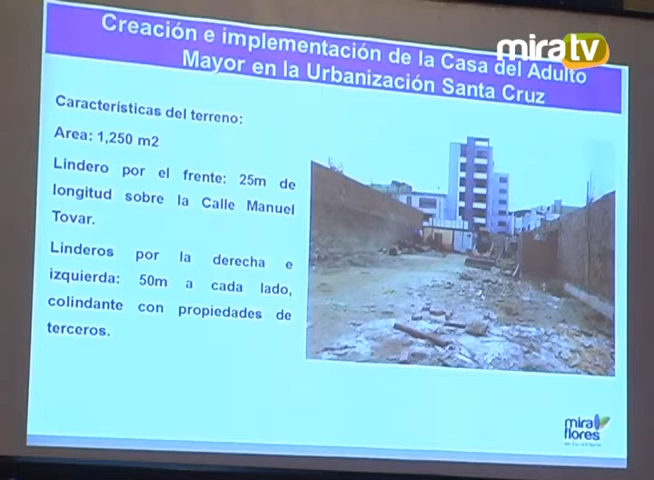 Creación e implementación de la Casa del Adulto
Mayor en la Urbanización Santa Cruz
miratv
Características del terreno:
Area: 1,250 m2
Lindero por el frente: 25m de
longitud sobre la Calle Manuel
Tovar.
Linderos por la derecha e
izquierda: 50m a cada lado,
colindante con propiedades de
terceros.
mira
flores